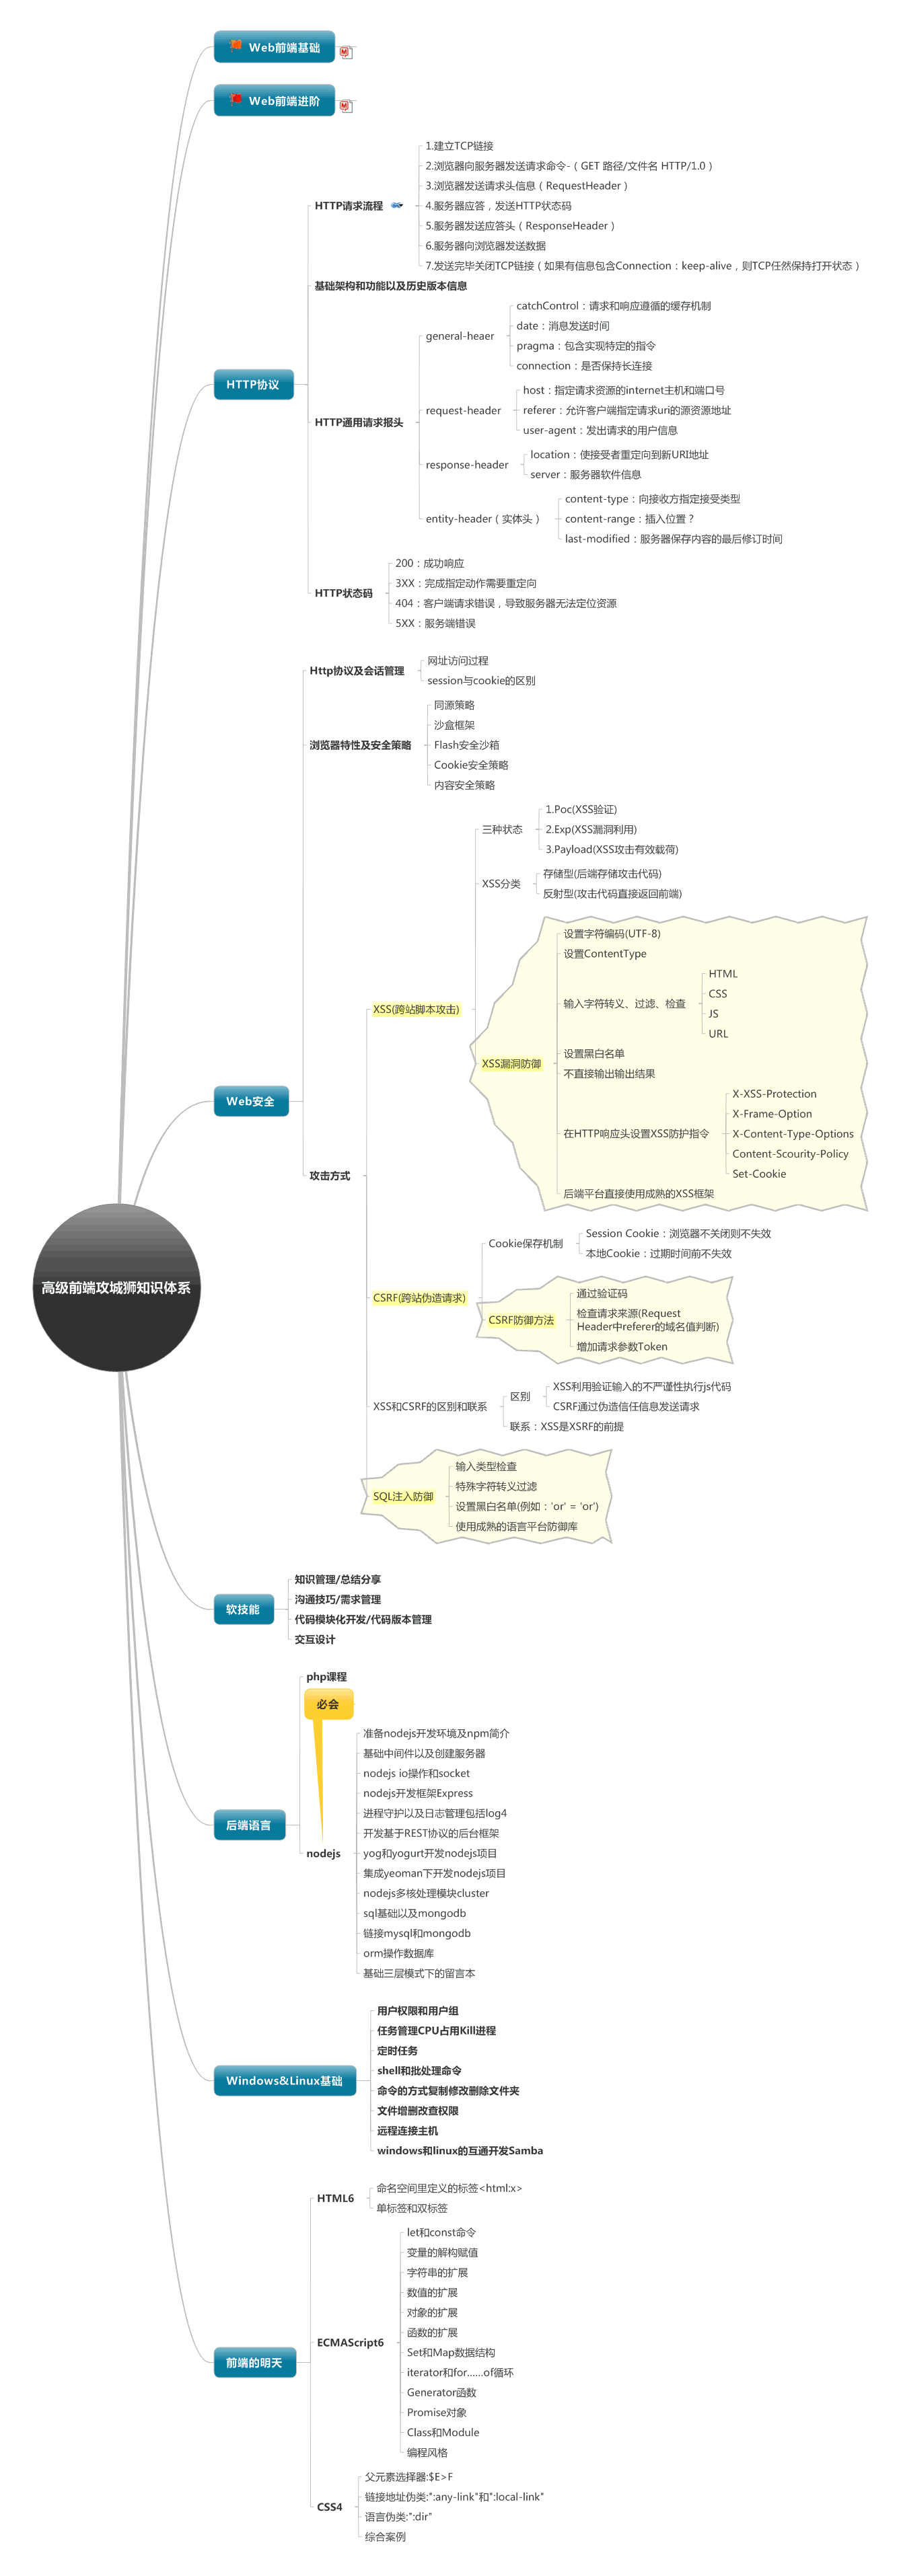 高级前端攻城狮知识体系
Web前端基础
Web前端进阶
HTTP协议
HTTP请求流程
1.建立TCP链接
2.浏览器向服务器发送请求命令-（GET 路径/文件名 HTTP/1.0）
3.浏览器发送请求头信息（RequestHeader）
4.服务器应答，发送HTTP状态码
5.服务器发送应答头（ResponseHeader）
6.服务器向浏览器发送数据
7.发送完毕关闭TCP链接（如果有信息包含Connection：keep-alive，则TCP任然保持打开状态）
基础架构和功能以及历史版本信息
HTTP通用请求报头
general-heaer
catchControl：请求和响应遵循的缓存机制
date：消息发送时间
pragma：包含实现特定的指令
connection：是否保持长连接
request-header
host：指定请求资源的internet主机和端口号
referer：允许客户端指定请求uri的源资源地址
user-agent：发出请求的用户信息
response-header
location：使接受者重定向到新URI地址
server：服务器软件信息
entity-header（实体头）
content-type：向接收方指定接受类型
content-range：插入位置？
last-modified：服务器保存内容的最后修订时间
HTTP状态码
200：成功响应
3XX：完成指定动作需要重定向
404：客户端请求错误，导致服务器无法定位资源
5XX：服务端错误
Web安全
Http协议及会话管理
网址访问过程
session与cookie的区别
浏览器特性及安全策略
同源策略
沙盒框架
Flash安全沙箱
Cookie安全策略
内容安全策略
攻击方式
XSS(跨站脚本攻击)
三种状态
1.Poc(XSS验证)
2.Exp(XSS漏洞利用)
3.Payload(XSS攻击有效载荷)
XSS分类
存储型(后端存储攻击代码)
反射型(攻击代码直接返回前端)
XSS漏洞防御
设置字符编码(UTF-8)
设置ContentType
输入字符转义、过滤、检查
HTML
CSS
JS
URL
设置黑白名单
不直接输出输出结果
在HTTP响应头设置XSS防护指令
X-XSS-Protection
X-Frame-Option
X-Content-Type-Options
Content-Scourity-Policy
Set-Cookie
后端平台直接使用成熟的XSS框架
CSRF(跨站伪造请求)
Cookie保存机制
Session Cookie：浏览器不关闭则不失效
本地Cookie：过期时间前不失效
CSRF防御方法
通过验证码
检查请求来源(Request
Header中referer的域名值判断)
增加请求参数Token
XSS和CSRF的区别和联系
区别
XSS利用验证输入的不严谨性执行js代码
CSRF通过伪造信任信息发送请求
联系：XSS是XSRF的前提
SQL注入防御
输入类型检查
特殊字符转义过滤
设置黑白名单(例如：'or' = 'or')
使用成熟的语言平台防御库
软技能
知识管理/总结分享
沟通技巧/需求管理
代码模块化开发/代码版本管理
交互设计
后端语言
php课程
必会
nodejs
准备nodejs开发环境及npm简介
基础中间件以及创建服务器
nodejs io操作和socket
nodejs开发框架Express
进程守护以及日志管理包括log4
开发基于REST协议的后台框架
yog和yogurt开发nodejs项目
集成yeoman下开发nodejs项目
nodejs多核处理模块cluster
sql基础以及mongodb
链接mysql和mongodb
orm操作数据库
基础三层模式下的留言本
Windows&Linux基础
用户权限和用户组
任务管理CPU占用Kill进程
定时任务
shell和批处理命令
命令的方式复制修改删除文件夹
文件增删改查权限
远程连接主机
windows和linux的互通开发Samba
前端的明天
HTML6
命名空间里定义的标签<html:x>
单标签和双标签
ECMAScript6
let和const命令
变量的解构赋值
字符串的扩展
数值的扩展
对象的扩展
函数的扩展
Set和Map数据结构
iterator和for……of循环
Generator函数
Promise对象
Class和Module
编程风格
CSS4
父元素选择器:$E>F
链接地址伪类:":any-link"和":local-link"
语言伪类:":dir"
综合案例